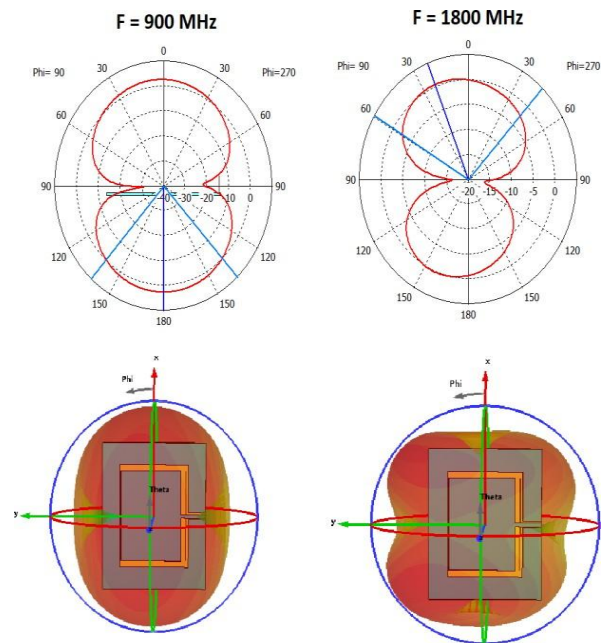 F = 900 MHz
F = 1800 MHz
0
Phi= 90 30 30 Phi=270
60 60
90 90
-40 -30 -20 -10 0
120 120
150 150
180
0
Phi= 90 30 30 Phi=270
60 60
90 90
-20 -15 -10 -5 0
120 120
150 150
180
x
Phi
Theta
y
x
Phi
Theta
y